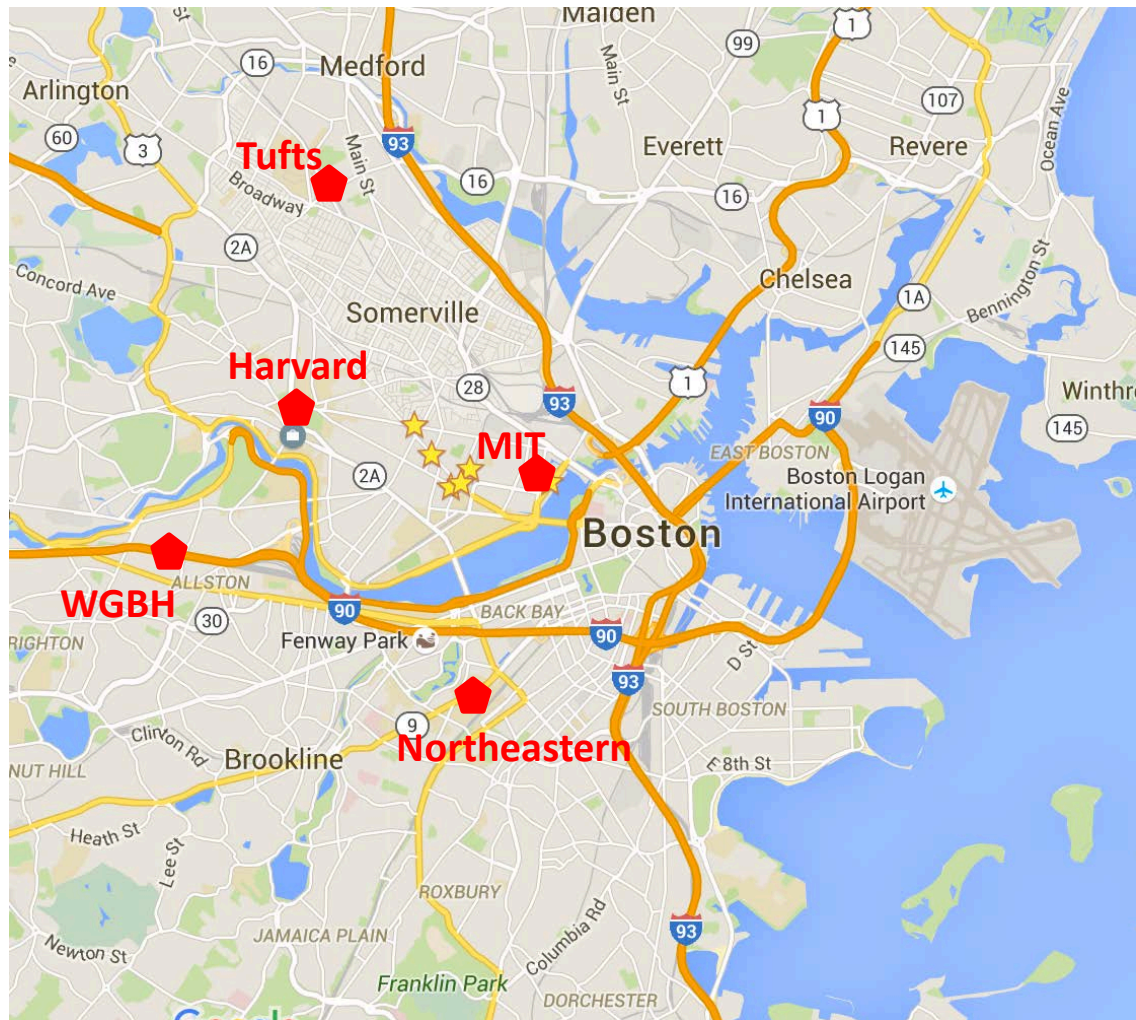 Malden
1
99
16
Medford
Arlington
107
1
60
3
93
Everett
Revere
Ocean Ave
Main St
Tufts
Main St
16
16
Broadway
2A
Concord Ave
Chelsea
1A
Bennington St
Somerville
145
Harvard
28
1
Winthr
93
90
145
MIT
EAST BOSTON
2A
Boston Logan
International Airport
Boston
WGBH
ALLSTON
90
BACK BAY
30
RIGHTON
Fenway Park
90
D St
93
SOUTH BOSTON
9
Clinton Rd
Northeastern
Brookline
NUT HILL
E 8th St
Heath St
Lee St
ROXBURY
JAMAICA PLAIN
Columbia Rd
93
Newton St
Franklin Park
DORCHESTER